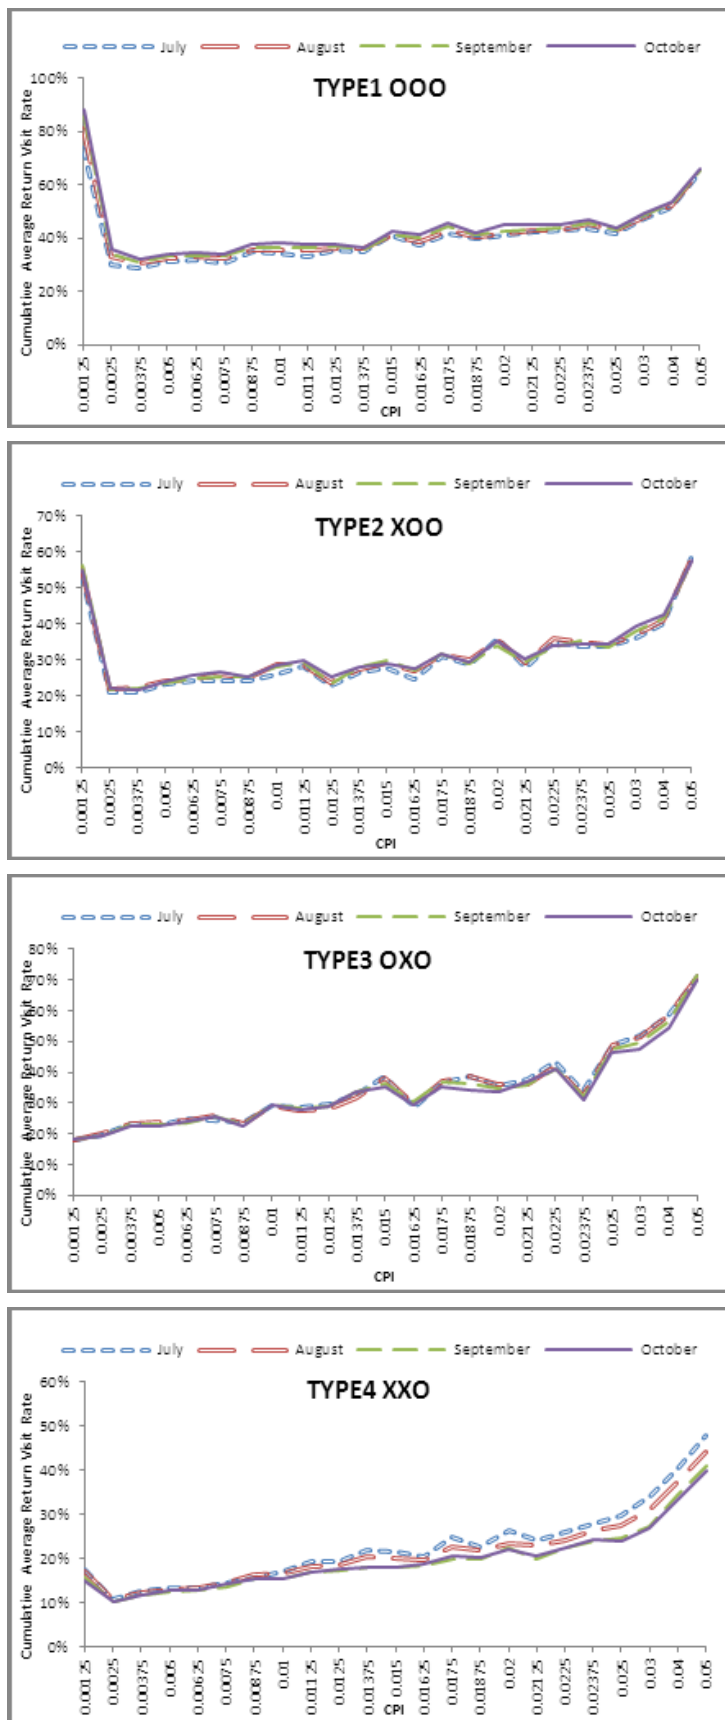 July August September October
TYPE1 OOO
Cumulative Average Return Visit Rate
100%
80%
60%
40%
20%
0%
0.00125 0.0025 0.00375 0.005 0.00625 0.0075 0.00875 0.01 0.01125 0.0125 0.01375 0.015 0.01625 0.0175 0.01875 0.02 0.02125 0.0225 0.02375 0.025 0.03 0.04 0.05
CPI
July August September October
TYPE2 XOO
Cumulative Average Return Visit Rate
70%
60%
50%
40%
30%
20%
10%
0%
0.00125 0.0025 0.00375 0.005 0.00625 0.0075 0.00875 0.01 0.01125 0.0125 0.01375 0.015 0.01625 0.0175 0.01875 0.02 0.02125 0.0225 0.02375 0.025 0.03 0.04 0.05
CPI
July August September October
TYPE3 OXO
Cumulative Average Return Visit Rate
80%
70%
60%
50%
40%
30%
20%
10%
0%
0.00125 0.0025 0.00375 0.005 0.00625 0.0075 0.00875 0.01 0.01125 0.0125 0.01375 0.015 0.01625 0.0175 0.01875 0.02 0.02125 0.0225 0.02375 0.025 0.03 0.04 0.05
CPI
July August September October
TYPE4 XXO
Cumulative Average Return Visit Rate
60%
50%
40%
30%
20%
10%
0%
0.00125 0.0025 0.00375 0.005 0.00625 0.0075 0.00875 0.01 0.01125 0.0125 0.01375 0.015 0.01625 0.0175 0.01875 0.02 0.02125 0.0225 0.02375 0.025 0.03 0.04 0.05
CPI